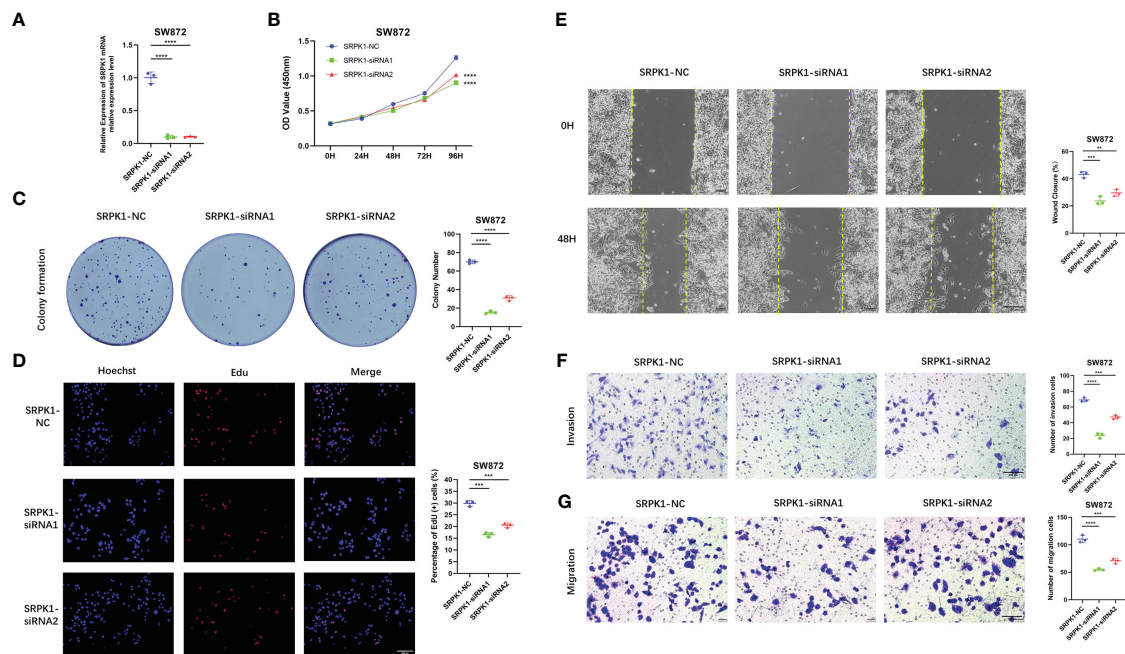 A
SW872
Relative Expression of SRPK1 mRNA
relative expression level
1.5
1.0
0.5
0.0
****
****
SRPK1-NC
SRPK1-siRNA1
SRPK1-siRNA2
B
SW872
OD Value (450nm)
1.5
1.0
0.5
0.0
SRPK1-NC
SRPK1-siRNA1
SRPK1-siRNA2
****
****
0H
24H
48H
72H
96H
C
Colony formation
SRPK1-NC
SRPK1-siRNA1
SRPK1-siRNA2
SW872
Colony Number
100
80
60
40
20
0
****
****
SRPK1-NC
SRPK1-siRNA1
SRPK1-siRNA2
D
Hoechst
Edu
Merge
SRPK1-
NC
SRPK1-
siRNA1
SRPK1-
siRNA2
SW872
Percentage of EdU (+) cells (%)
40
35
30
25
20
15
10
5
0
***
***
SRPK1-NC
SRPK1-siRNA1
SRPK1-siRNA2
E
SRPK1-NC
SRPK1-siRNA1
SRPK1-siRNA2
0H
48H
SW872
Wound Closure (%)
60
40
20
0
**
***
SRPK1-NC
SRPK1-siRNA1
SRPK1-siRNA2
F
Invasion
SRPK1-NC
SRPK1-siRNA1
SRPK1-siRNA2
SW872
Number of invasion cells
100
80
60
40
20
0
***
****
SRPK1-NC
SRPK1-siRNA1
SRPK1-siRNA2
G
Migration
SRPK1-NC
SRPK1-siRNA1
SRPK1-siRNA2
SW872
Number of migration cells
150
100
50
0
***
****
SRPK1-NC
SRPK1-siRNA1
SRPK1-siRNA2